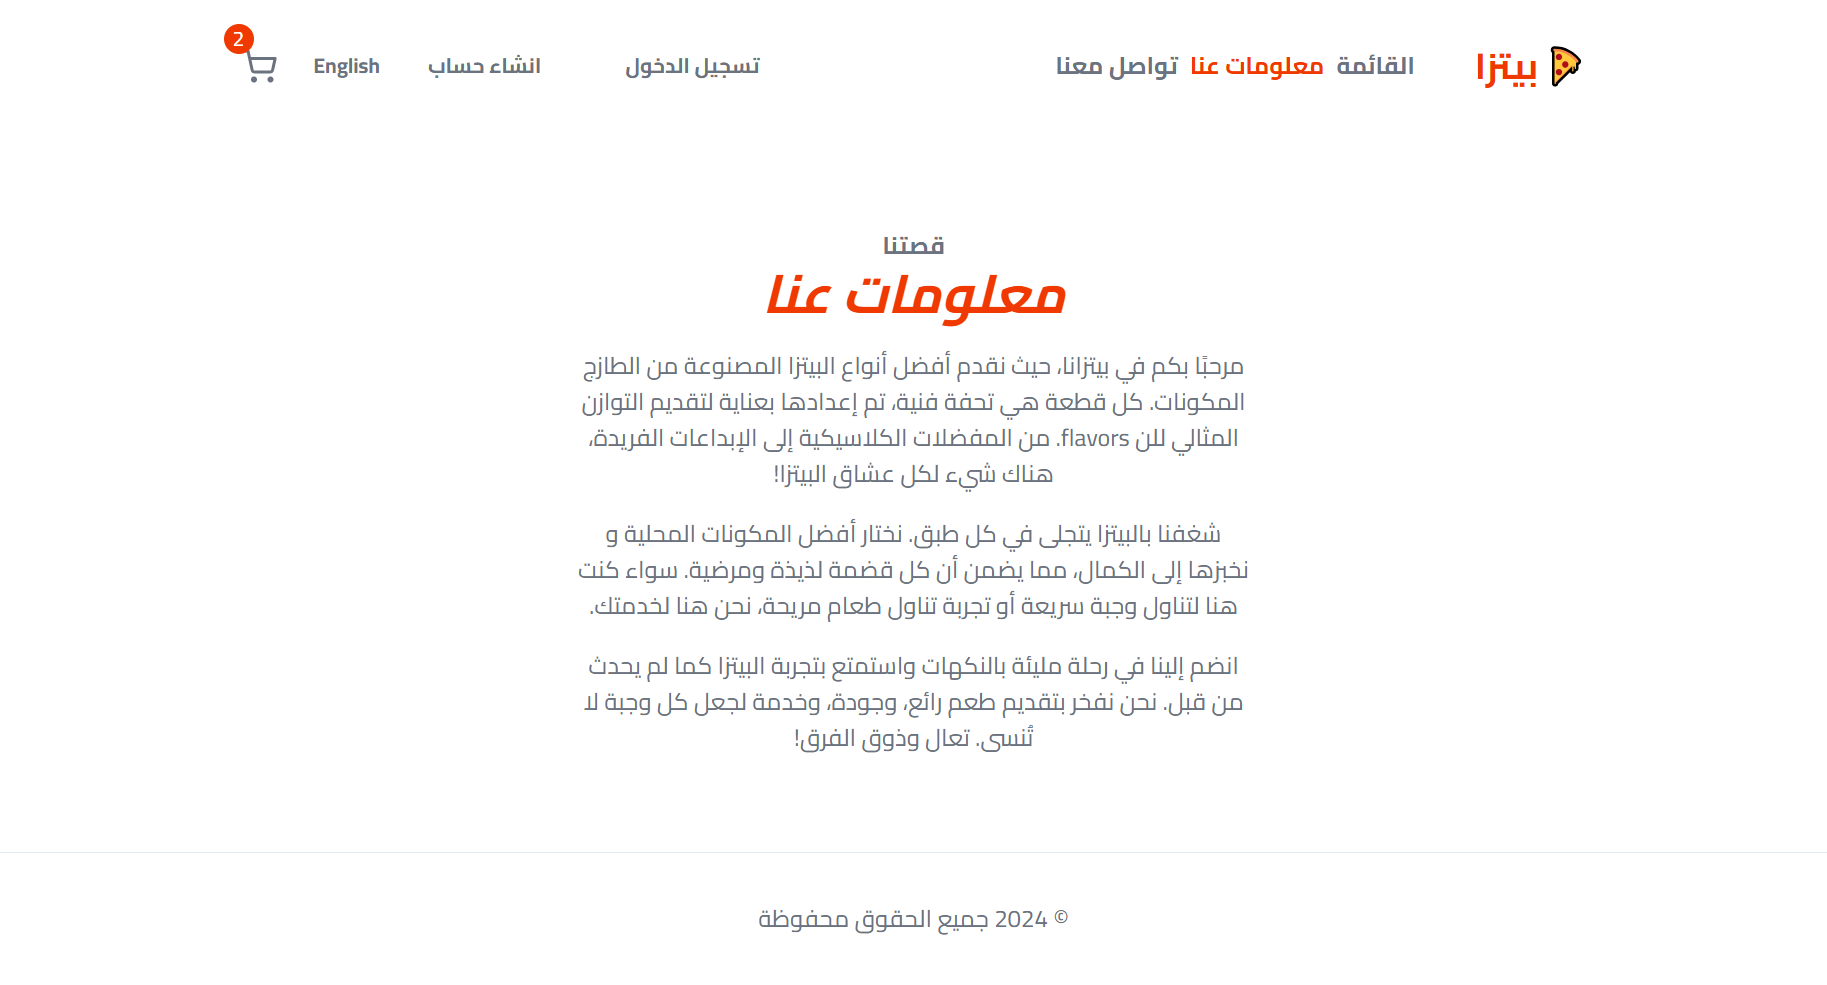 بيتزا
القائمة
معلومات عنا
تواصل معنا
تسجيل الدخول
انشاء حساب
English
2
قصتنا
معلومات عنا
مرحبًا بكم في بيتزانا، حيث نقدم أفضل أنواع البيتزا المصنوعة من الطازج
المكونات. كل قطعة هي تحفة فنية، تم إعدادها بعناية لتقديم التوازن
المثالي للن flavors. من المفضلات الكلاسيكية إلى الإبداعات الفريدة،
هناك شيء لكل عشاق البيتزا!
شغفنا بالبيتزا يتجلى في كل طبق. نختار أفضل المكونات المحلية و
نخبزها إلى الكمال، مما يضمن أن كل قضمة لذيذة ومرضية. سواء كنت
هنا لتناول وجبة سريعة أو تجربة تناول طعام مريحة، نحن هنا لخدمتك.
انضم إلينا في رحلة مليئة بالنكهات واستمتع بتجربة البيتزا كما لم يحدث
من قبل. نحن نفخر بتقديم طعم رائع، وجودة، وخدمة لجعل كل وجبة لا
تُنسى. تعال وذوق الفرق!
© 2024 جميع الحقوق محفوظة